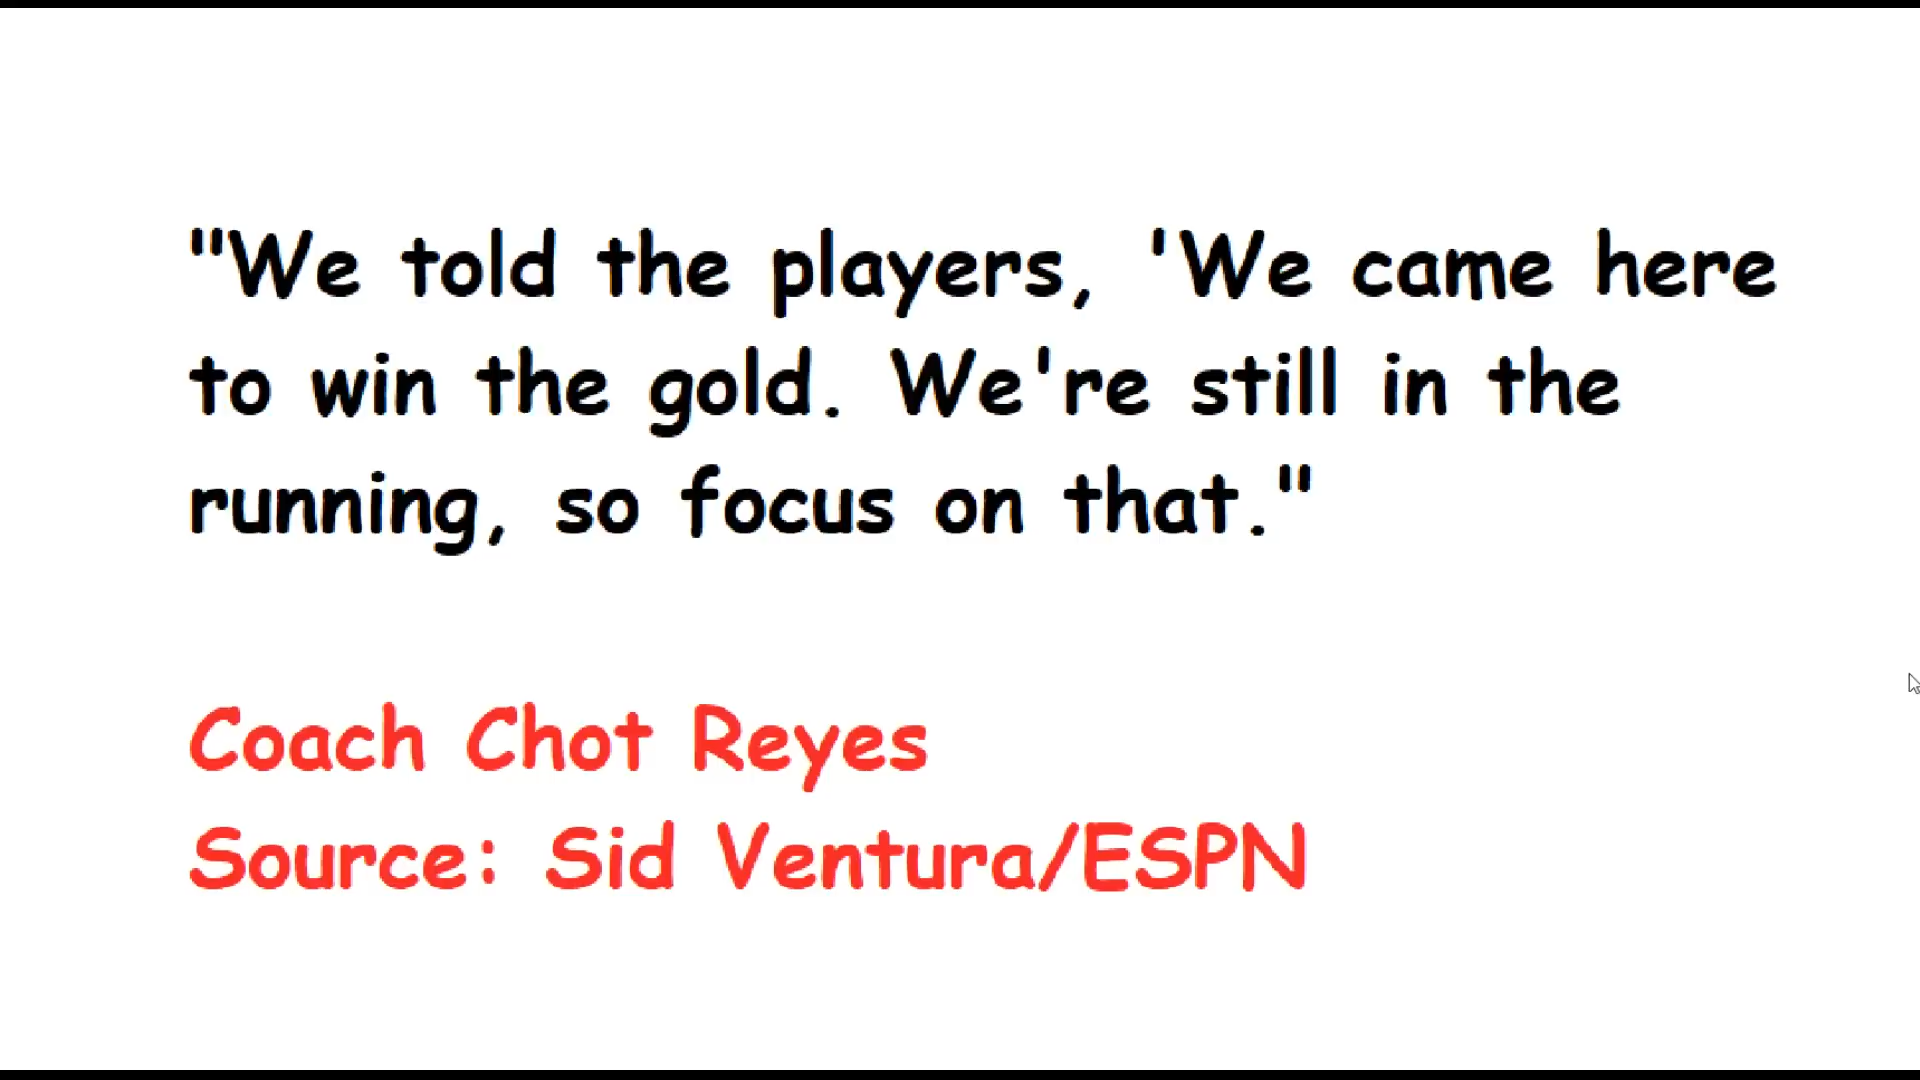 "We told the players, 'We came here
to win the gold. We're still in the
running, so focus on that."
Coach Chot Reyes
Source: Sid Ventura/ESPN